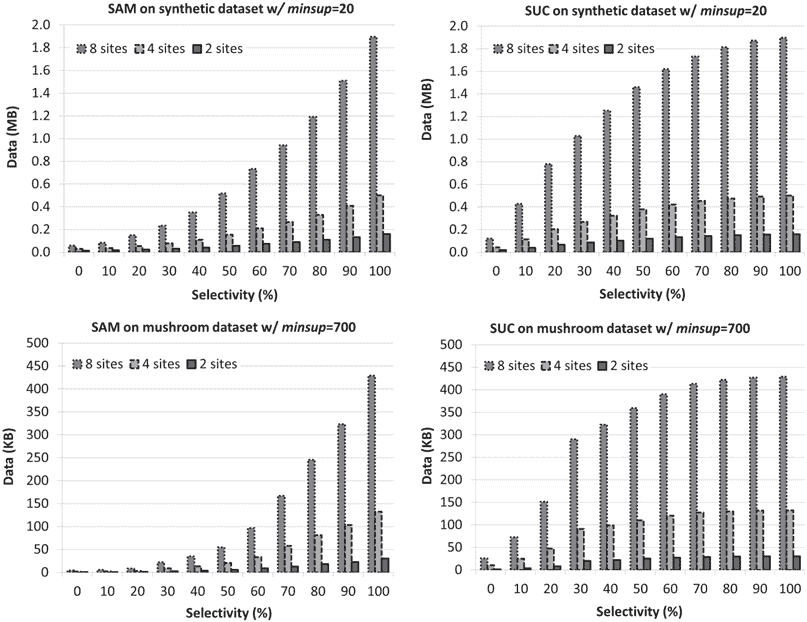 SAM on synthetic dataset w/ minsup=20
2.0
1.8
1.6
1.4
1.2
1.0
0.8
0.6
0.4
0.2
0.0
Data (MB)
8 sites 4 sites 2 sites
0 10 20 30 40 50 60 70 80 90 100
Selectivity (%)
SUC on synthetic dataset w/ minsup=20
2.0
1.8
1.6
1.4
1.2
1.0
0.8
0.6
0.4
0.2
0.0
Data (MB)
8 sites 4 sites 2 sites
0 10 20 30 40 50 60 70 80 90 100
Selectivity (%)
SAM on mushroom dataset w/ minsup=700
500
450
400
350
300
250
200
150
100
50
0
Data (KB)
8 sites 4 sites 2 sites
0 10 20 30 40 50 60 70 80 90 100
Selectivity (%)
SUC on mushroom dataset w/ minsup=700
500
450
400
350
300
250
200
150
100
50
0
Data (KB)
8 sites 4 sites 2 sites
0 10 20 30 40 50 60 70 80 90 100
Selectivity (%)